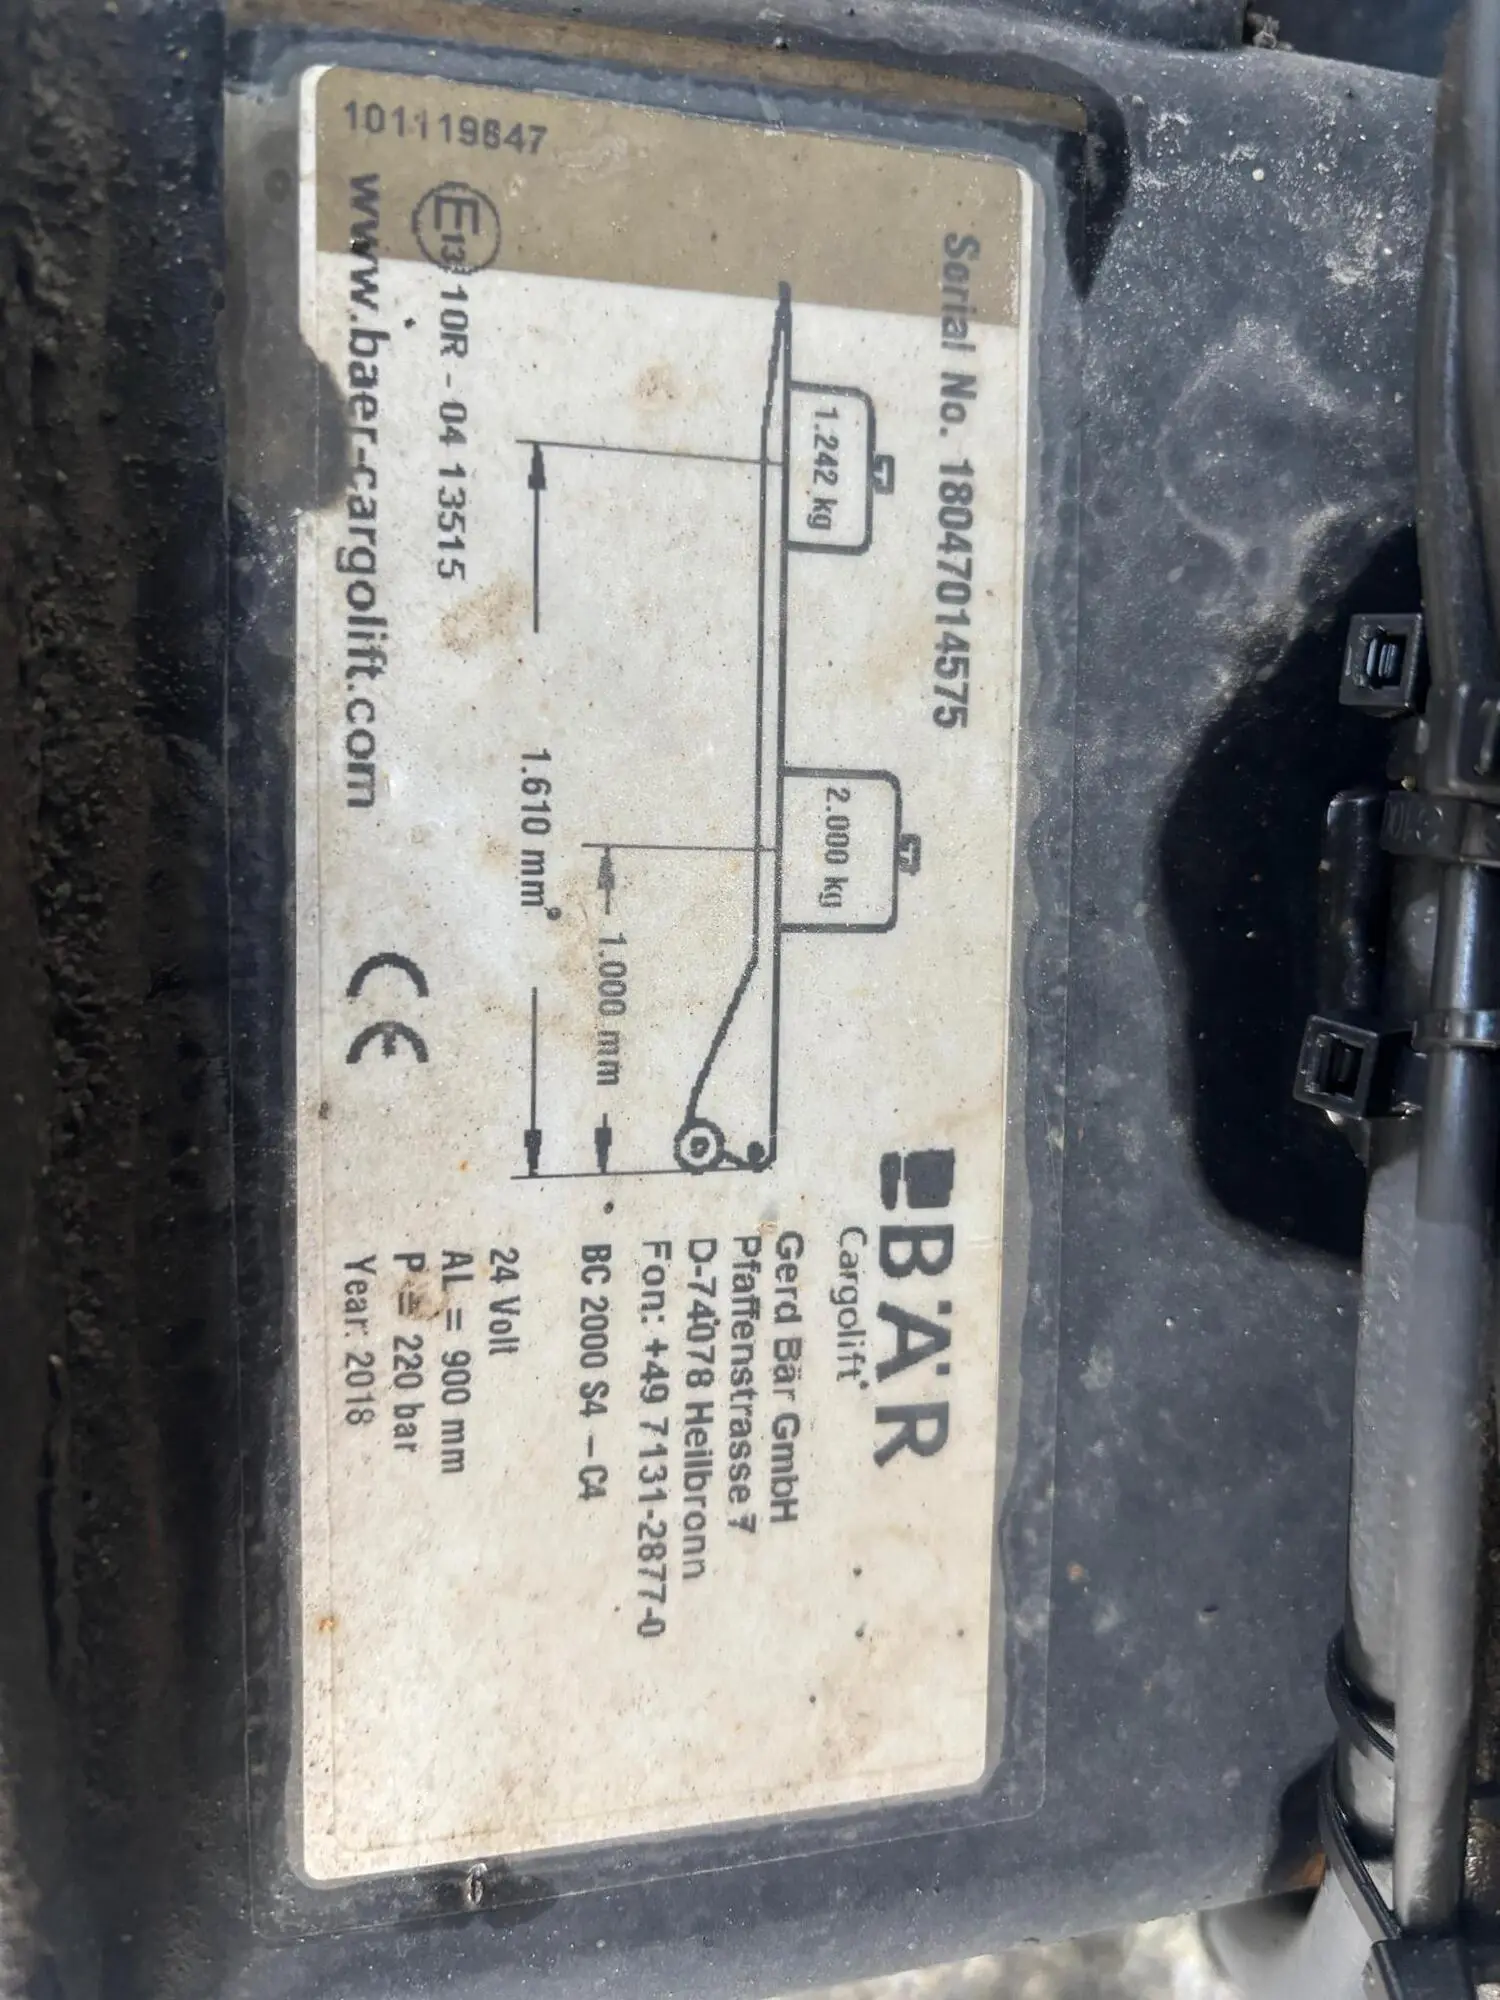 101119847
Serial No. 180470145​75
1.242 kg
2.000 kg
1.000 mm
1.610 mm
E13 10R - 04 13515
www.baer-cargolift.com
CE
BÄR
Cargolift
Gerd Bär GmbH
Pfaffenstrasse 7
D-74078 Heilbronn
Fon: +49 7131-2877-0
BC 2000 S4 – C4
24 Volt
AL = 900 mm
P = 220 bar
Year: 2018